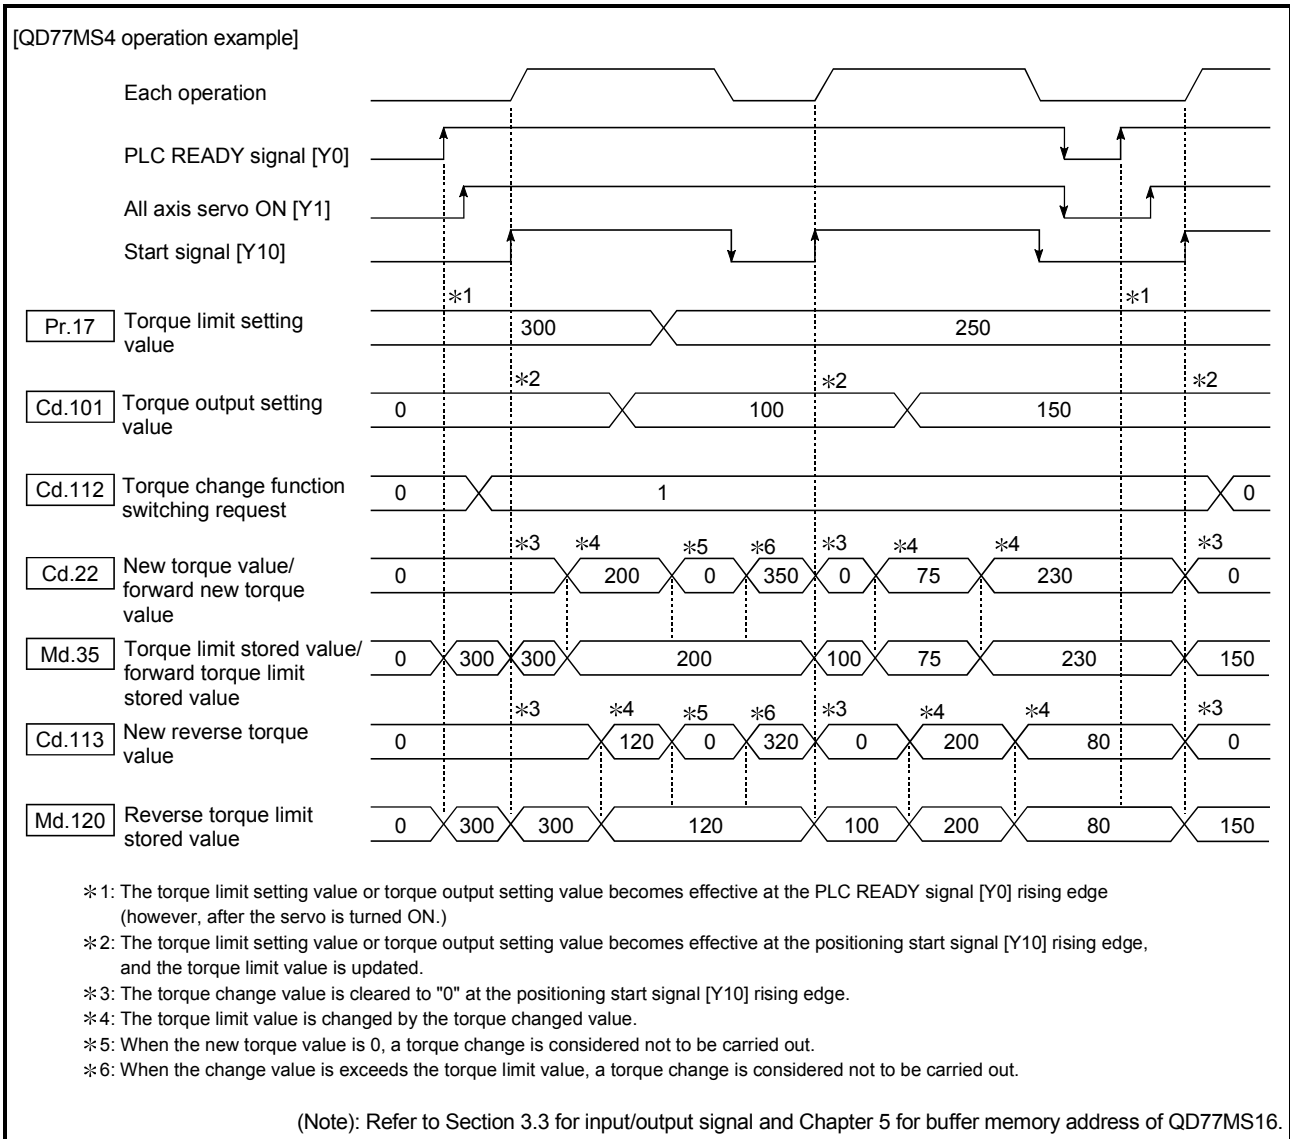 [QD77MS4 operation example]
Each operation
PLC READY signal [Y0]
All axis servo ON [Y1]
Start signal [Y10]
∗1 ∗1
Pr.17 Torque limit setting value 300 250
∗2 ∗2 ∗2
Cd.101 Torque output setting value 0 100 150
Cd.112 Torque change function switching request 0 1 0
∗3 ∗4 ∗5 ∗6 ∗3 ∗4 ∗4 ∗3
Cd.22 New torque value/ forward new torque value 0 200 0 350 0 75 230 0
Md.35 Torque limit stored value/ forward torque limit stored value 0 300 300 200 100 75 230 150
∗3 ∗4 ∗5 ∗6 ∗3 ∗4 ∗4 ∗3
Cd.113 New reverse torque value 0 120 0 320 0 200 80 0
Md.120 Reverse torque limit stored value 0 300 300 120 100 200 80 150
∗1: The torque limit setting value or torque output setting value becomes effective at the PLC READY signal [Y0] rising edge
(however, after the servo is turned ON.)
∗2: The torque limit setting value or torque output setting value becomes effective at the positioning start signal [Y10] rising edge,
and the torque limit value is updated.
∗3: The torque change value is cleared to "0" at the positioning start signal [Y10] rising edge.
∗4: The torque limit value is changed by the torque changed value.
∗5: When the new torque value is 0, a torque change is considered not to be carried out.
∗6: When the change value is exceeds the torque limit value, a torque change is considered not to be carried out.
(Note): Refer to Section 3.3 for input/output signal and Chapter 5 for buffer memory address of QD77MS16.